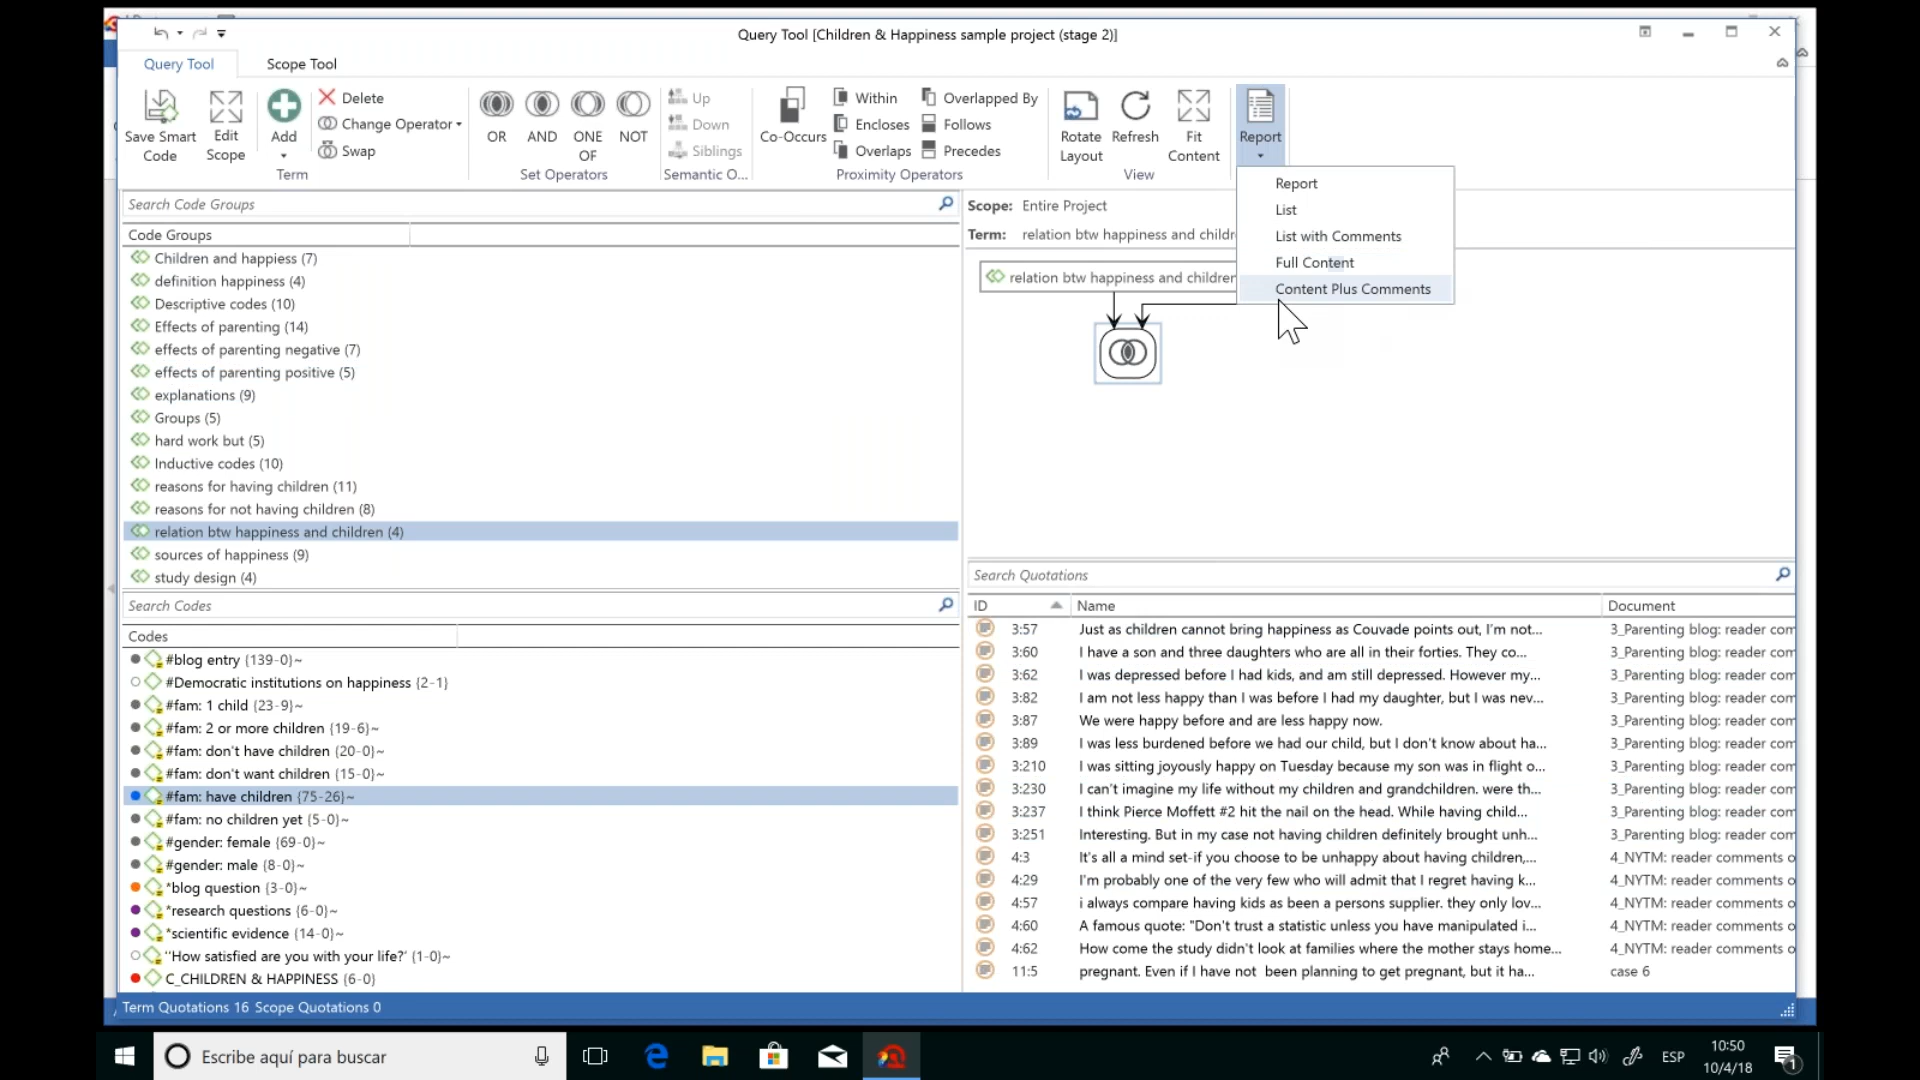 Query Tool [Children & Happiness sample project (stage 2)]
Query Tool
Scope Tool
Save Smart Code
Edit Scope
Add
Delete
Change Operator
Swap
Term
OR
AND
ONE OF
NOT
Set Operators
Up
Down
Siblings
Semantic O...
Co-Occurs
Within
Encloses
Overlaps
Overlapped By
Follows
Precedes
Proximity Operators
Rotate Layout
Refresh
Fit Content
View
Report
Report
List
List with Comments
Full Content
Content Plus Comments
Search Code Groups
Code Groups
Children and happiess (7)
definition happiness (4)
Descriptive codes (10)
Effects of parenting (14)
effects of parenting negative (7)
effects of parenting positive (5)
explanations (9)
Groups (5)
hard work but (5)
Inductive codes (10)
reasons for having children (11)
reasons for not having children (8)
relation btw happiness and children (4)
sources of happiness (9)
study design (4)
Search Codes
Codes
#blog entry {139-0}~
#Democratic institutions on happiness {2-1}
#fam: 1 child {23-9}~
#fam: 2 or more children {19-6}~
#fam: don't have children {20-0}~
#fam: don't want children {15-0}~
#fam: have children {75-26}~
#fam: no children yet {5-0}~
#gender: female {69-0}~
#gender: male {8-0}~
*blog question {3-0}~
*research questions {6-0}~
*scientific evidence {14-0}~
''How satisfied are you with your life?' {1-0}~
C_CHILDREN & HAPPINESS {6-0}
Scope: Entire Project
Term: relation btw happiness and childre
relation btw happiness and children
Search Quotations
ID Name Document
3:57 Just as children cannot bring happiness as Couvade points out, I'm not... 3_Parenting blog: reader com
3:60 I have a son and three daughters who are all in their forties. They co... 3_Parenting blog: reader com
3:62 I was depressed before I had kids, and am still depressed. However my... 3_Parenting blog: reader com
3:82 I am not less happy than I was before I had my daughter, but I was nev... 3_Parenting blog: reader com
3:87 We were happy before and are less happy now. 3_Parenting blog: reader com
3:89 I was less burdened before we had our child, but I don't know about ha... 3_Parenting blog: reader com
3:210 I was sitting joyously happy on Tuesday because my son was in flight o... 3_Parenting blog: reader com
3:230 I can't imagine my life without my children and grandchildren. were th... 3_Parenting blog: reader com
3:237 I think Pierce Moffett #2 hit the nail on the head. While having child... 3_Parenting blog: reader com
3:251 Interesting. But in my case not having children definitely brought unh... 3_Parenting blog: reader com
4:3 It's all a mind set-if you choose to be unhappy about having children,... 4_NYTM: reader comments o
4:29 I'm probably one of the very few who will admit that I regret having k... 4_NYTM: reader comments o
4:57 i always compare having kids as been a persons supplier. they only lov... 4_NYTM: reader comments o
4:60 A famous quote: "Don't trust a statistic unless you have manipulated i... 4_NYTM: reader comments o
4:62 How come the study didn't look at families where the mother stays home... 4_NYTM: reader comments o
11:5 pregnant. Even if I have not been planning to get pregnant, but it ha... case 6
Term Quotations 16 Scope Quotations 0
Escribe aquí para buscar
ESP
10:50
10/4/18
1